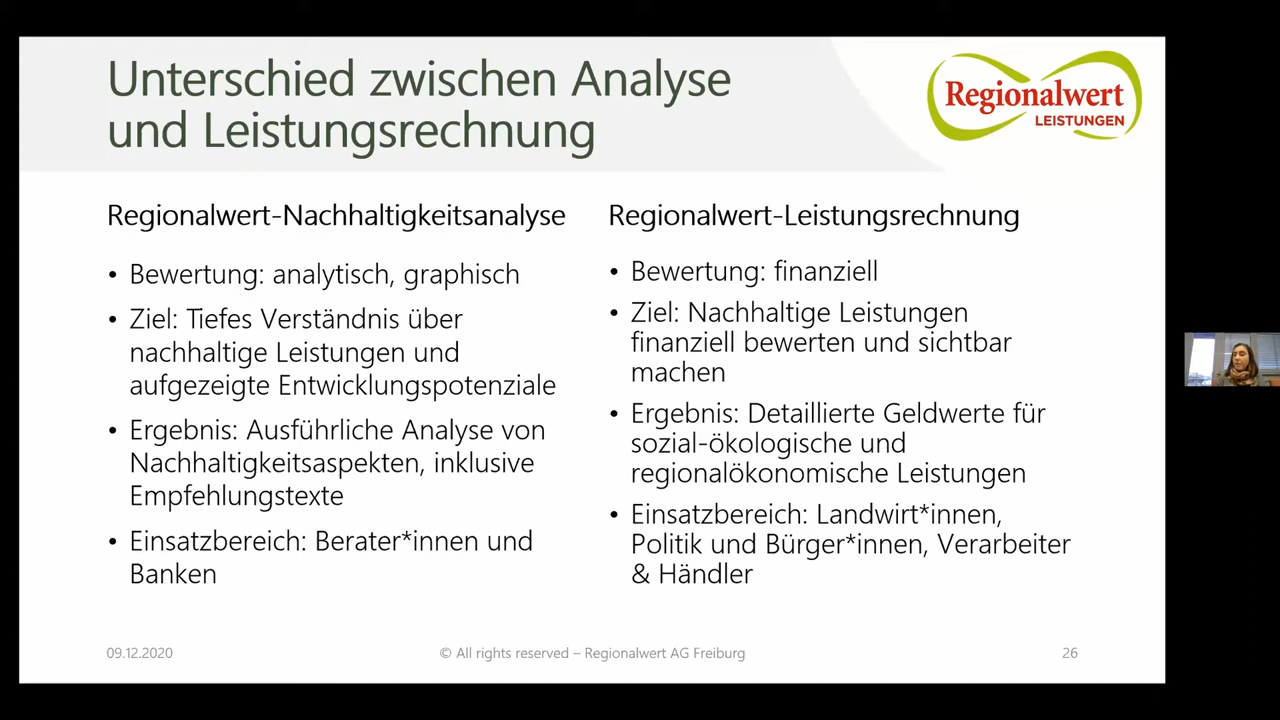 Unterschied zwischen Analyse
und Leistungsrechnung
Regionalwert
LEISTUNGEN
Regionalwert-Nachhaltigkeitsanalyse
• Bewertung: analytisch, graphisch
• Ziel: Tiefes Verständnis über
nachhaltige Leistungen und
aufgezeigte Entwicklungspotenziale
• Ergebnis: Ausführliche Analyse von
Nachhaltigkeitsaspekten, inklusive
Empfehlungstexte
• Einsatzbereich: Berater*innen und
Banken
Regionalwert-Leistungsrechnung
• Bewertung: finanziell
• Ziel: Nachhaltige Leistungen
finanziell bewerten und sichtbar
machen
• Ergebnis: Detaillierte Geldwerte für
sozial-ökologische und
regionalökonomische Leistungen
• Einsatzbereich: Landwirt*innen,
Politik und Bürger*innen, Verarbeiter
& Händler
09.12.2020
© All rights reserved – Regionalwert AG Freiburg
26